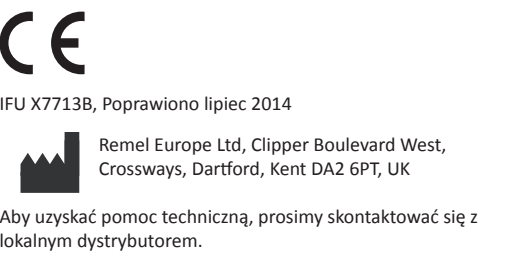 CE
IFU X7713B, Poprawiono lipiec 2014
Remel Europe Ltd, Clipper Boulevard West,
Crossways, Dartford, Kent DA2 6PT, UK
Aby uzyskać pomoc techniczną, prosimy skontaktować się z
lokalnym dystrybutorem.